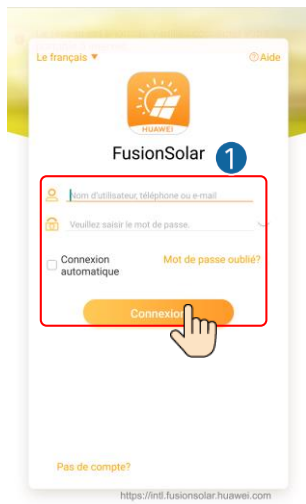 Le français ▼ ?Aide
HUAWEI
FusionSolar
1
Nom d'utilisateur, téléphone ou e-mail
Veuillez saisir le mot de passe.
Connexion automatique
Mot de passe oublié?
Connexion
Pas de compte?
https://intl.fusionsolar.huawei.com